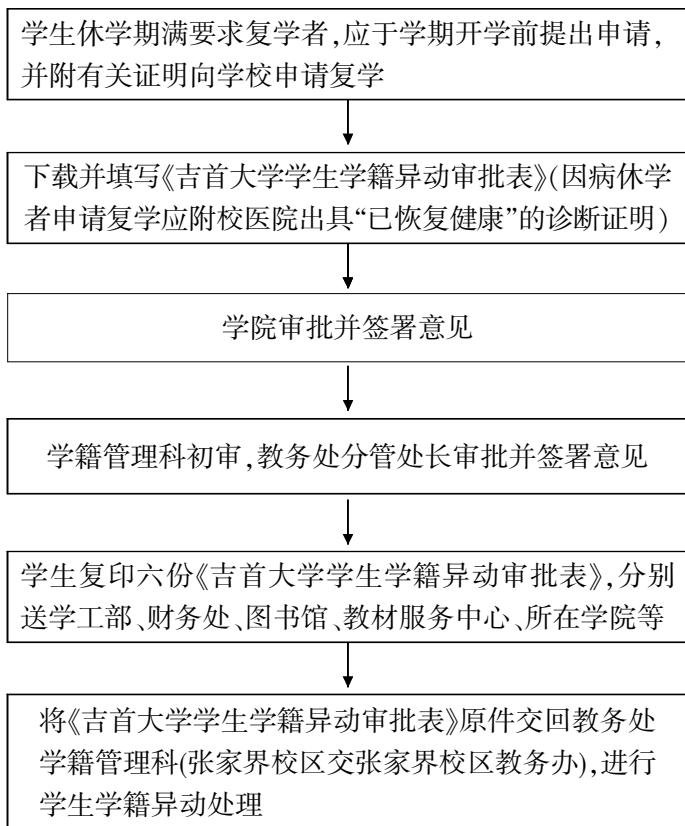 学生休学期满要求复学者,应于学期开学前提出申请,
并附有关证明向学校申请复学
下载并填写《吉首大学学生学籍异动审批表》(因病休学
者申请复学应附校医院出具“已恢复健康”的诊断证明)
学院审批并签署意见
学籍管理科初审,教务处分管处长审批并签署意见
学生复印六份《吉首大学学生学籍异动审批表》,分别
送学工部、财务处、图书馆、教材服务中心、所在学院等
将《吉首大学学生学籍异动审批表》原件交回教务处
学籍管理科(张家界校区交张家界校区教务办),进行
学生学籍异动处理